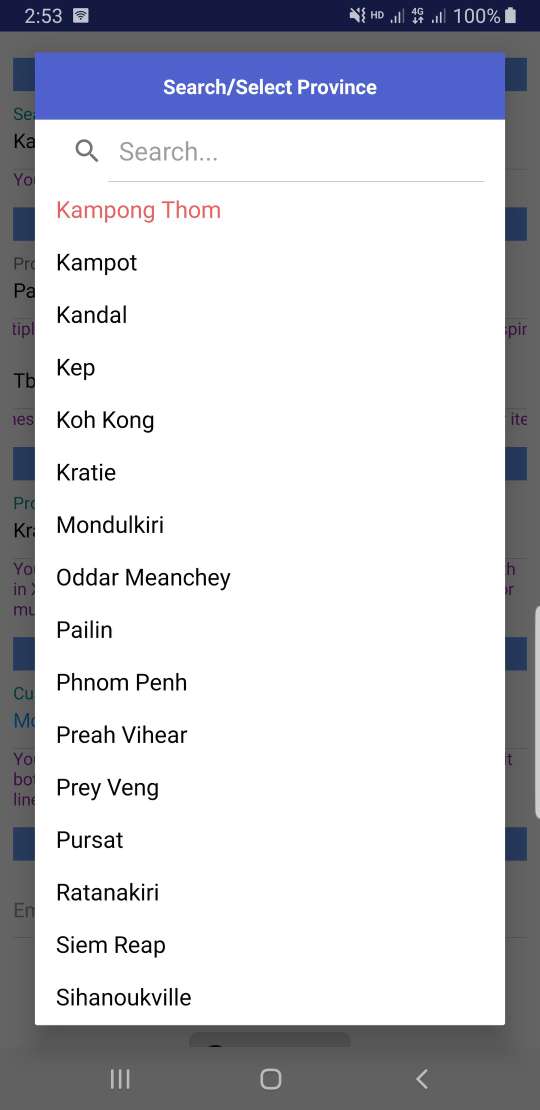 2:53 HD 4G 100%
Search/Select Province
Search...
Kampong Thom
Kampot
Kandal
Kep
Koh Kong
Kratie
Mondulkiri
Oddar Meanchey
Pailin
Phnom Penh
Preah Vihear
Prey Veng
Pursat
Ratanakiri
Siem Reap
Sihanoukville